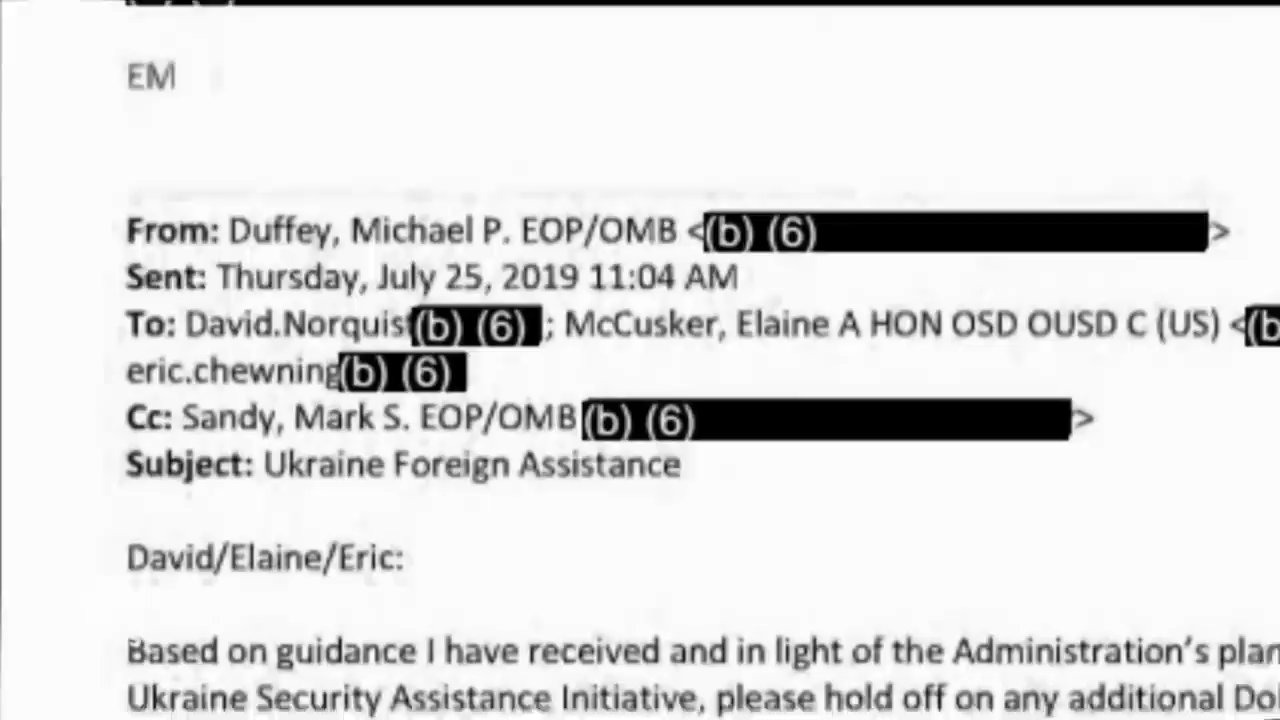 EM
From: Duffey, Michael P. EOP/OMB <(b) (6) >
Sent: Thursday, July 25, 2019 11:04 AM
To: David.Norquist(b) (6) ; McCusker, Elaine A HON OSD OUSD C (US) <(b
eric.chewning(b) (6)
Cc: Sandy, Mark S. EOP/OMB (b) (6) >
Subject: Ukraine Foreign Assistance
David/Elaine/Eric:
Based on guidance I have received and in light of the Administration's plan
Ukraine Security Assistance Initiative, please hold off on any additional Do